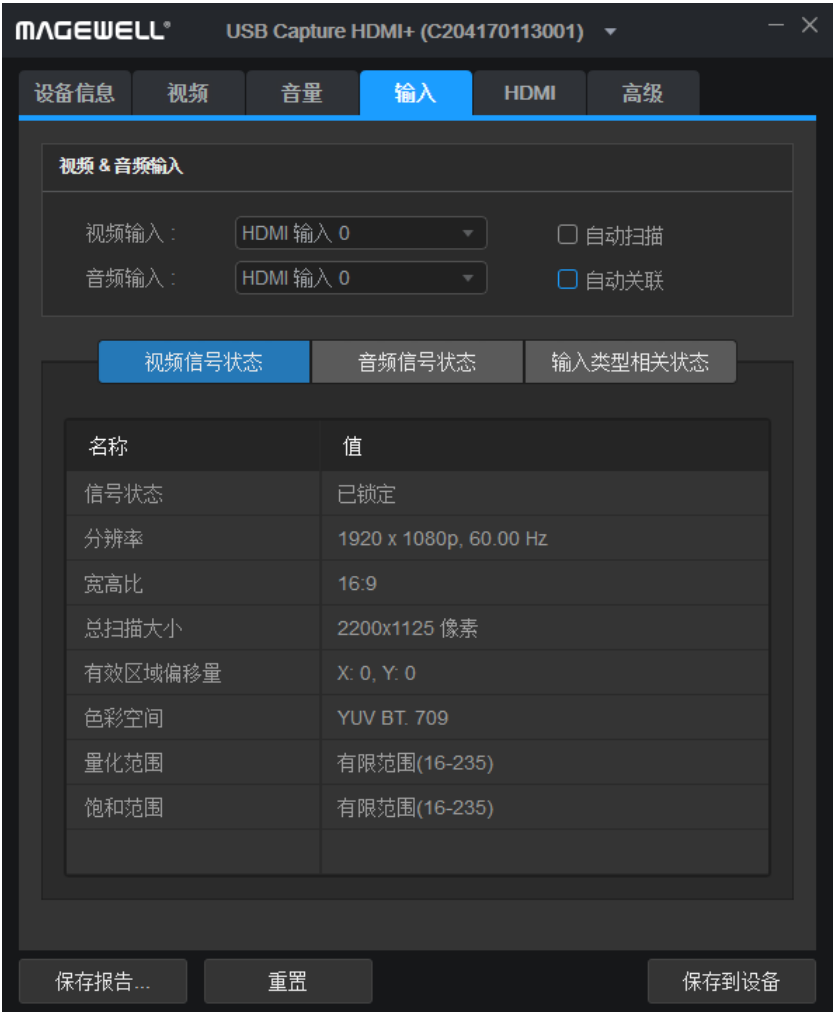 MAGEWELL® USB Capture HDMI+ (C204170113001)
设备信息 视频 音量 输入 HDMI 高级
视频 & 音频输入
视频输入 : HDMI 输入 0 自动扫描
音频输入 : HDMI 输入 0 自动关联
视频信号状态 音频信号状态 输入类型相关状态
名称 值
信号状态 已锁定
分辨率 1920 x 1080p, 60.00 Hz
宽高比 16:9
总扫描大小 2200x1125 像素
有效区域偏移量 X: 0, Y: 0
色彩空间 YUV BT. 709
量化范围 有限范围(16-235)
饱和范围 有限范围(16-235)
保存报告... 重置 保存到设备